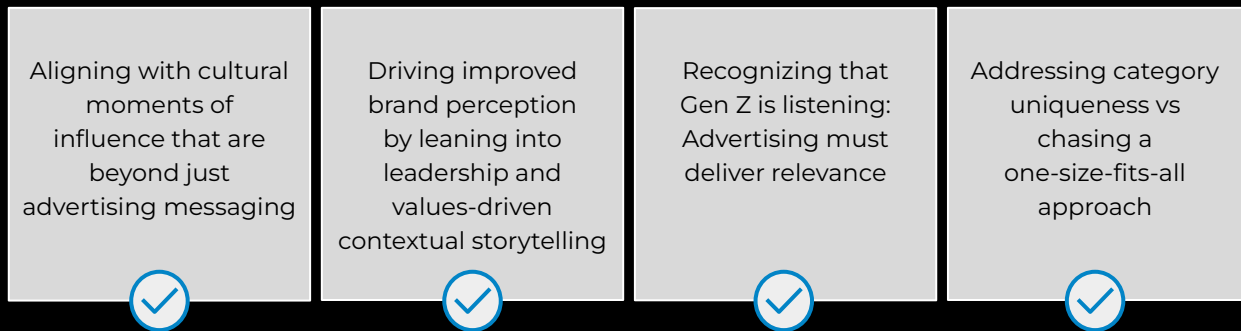 Aligning with cultural
moments of
influence that are
beyond just
advertising messaging
Driving improved
brand perception
by leaning into
leadership and
values-driven
contextual storytelling
Recognizing that
Gen Z is listening:
Advertising must
deliver relevance
Addressing category
uniqueness vs
chasing a
one-size-fits-all
approach